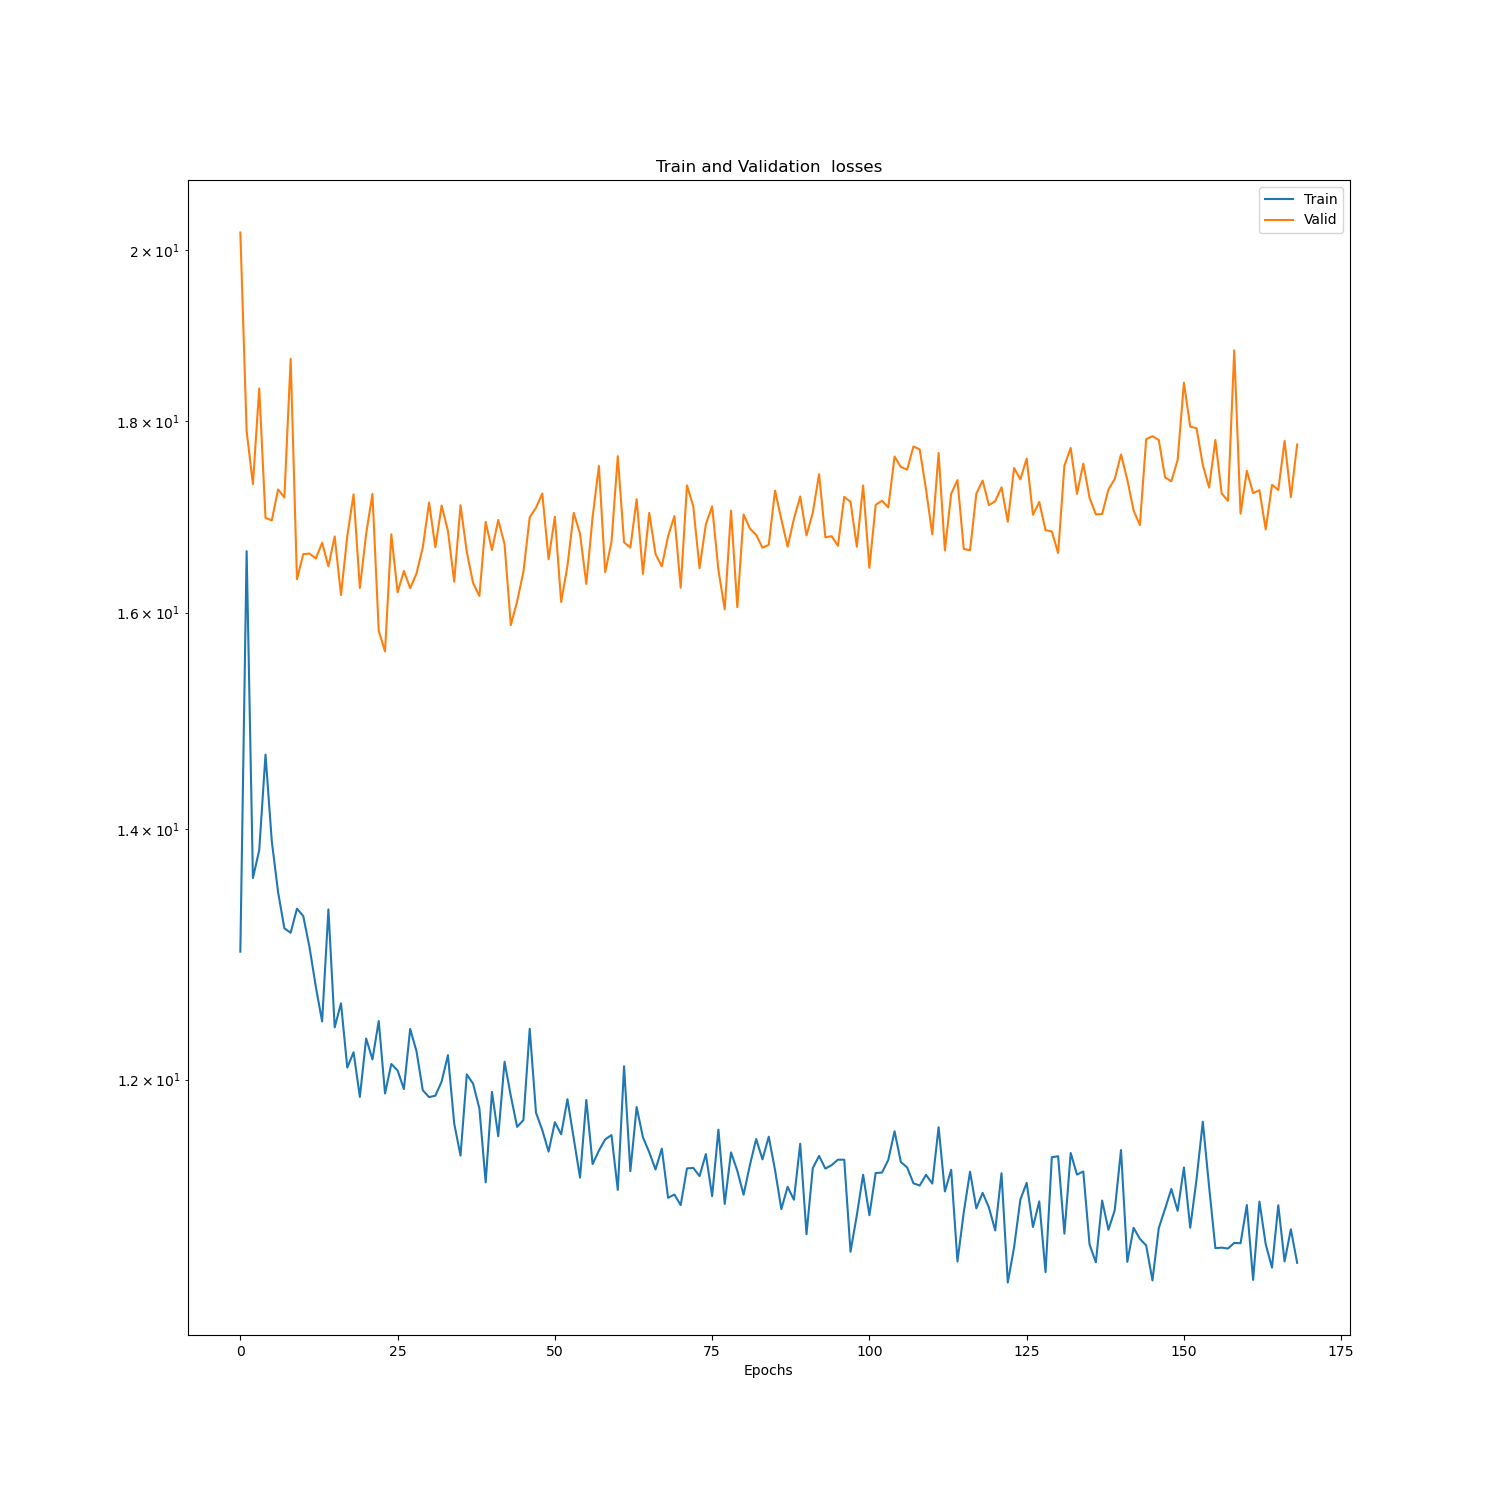 Train and Validation  losses
Train
Valid
2 × 10¹
1.8 × 10¹
1.6 × 10¹
1.4 × 10¹
1.2 × 10¹
0 25 50 75 100 125 150 175
Epochs